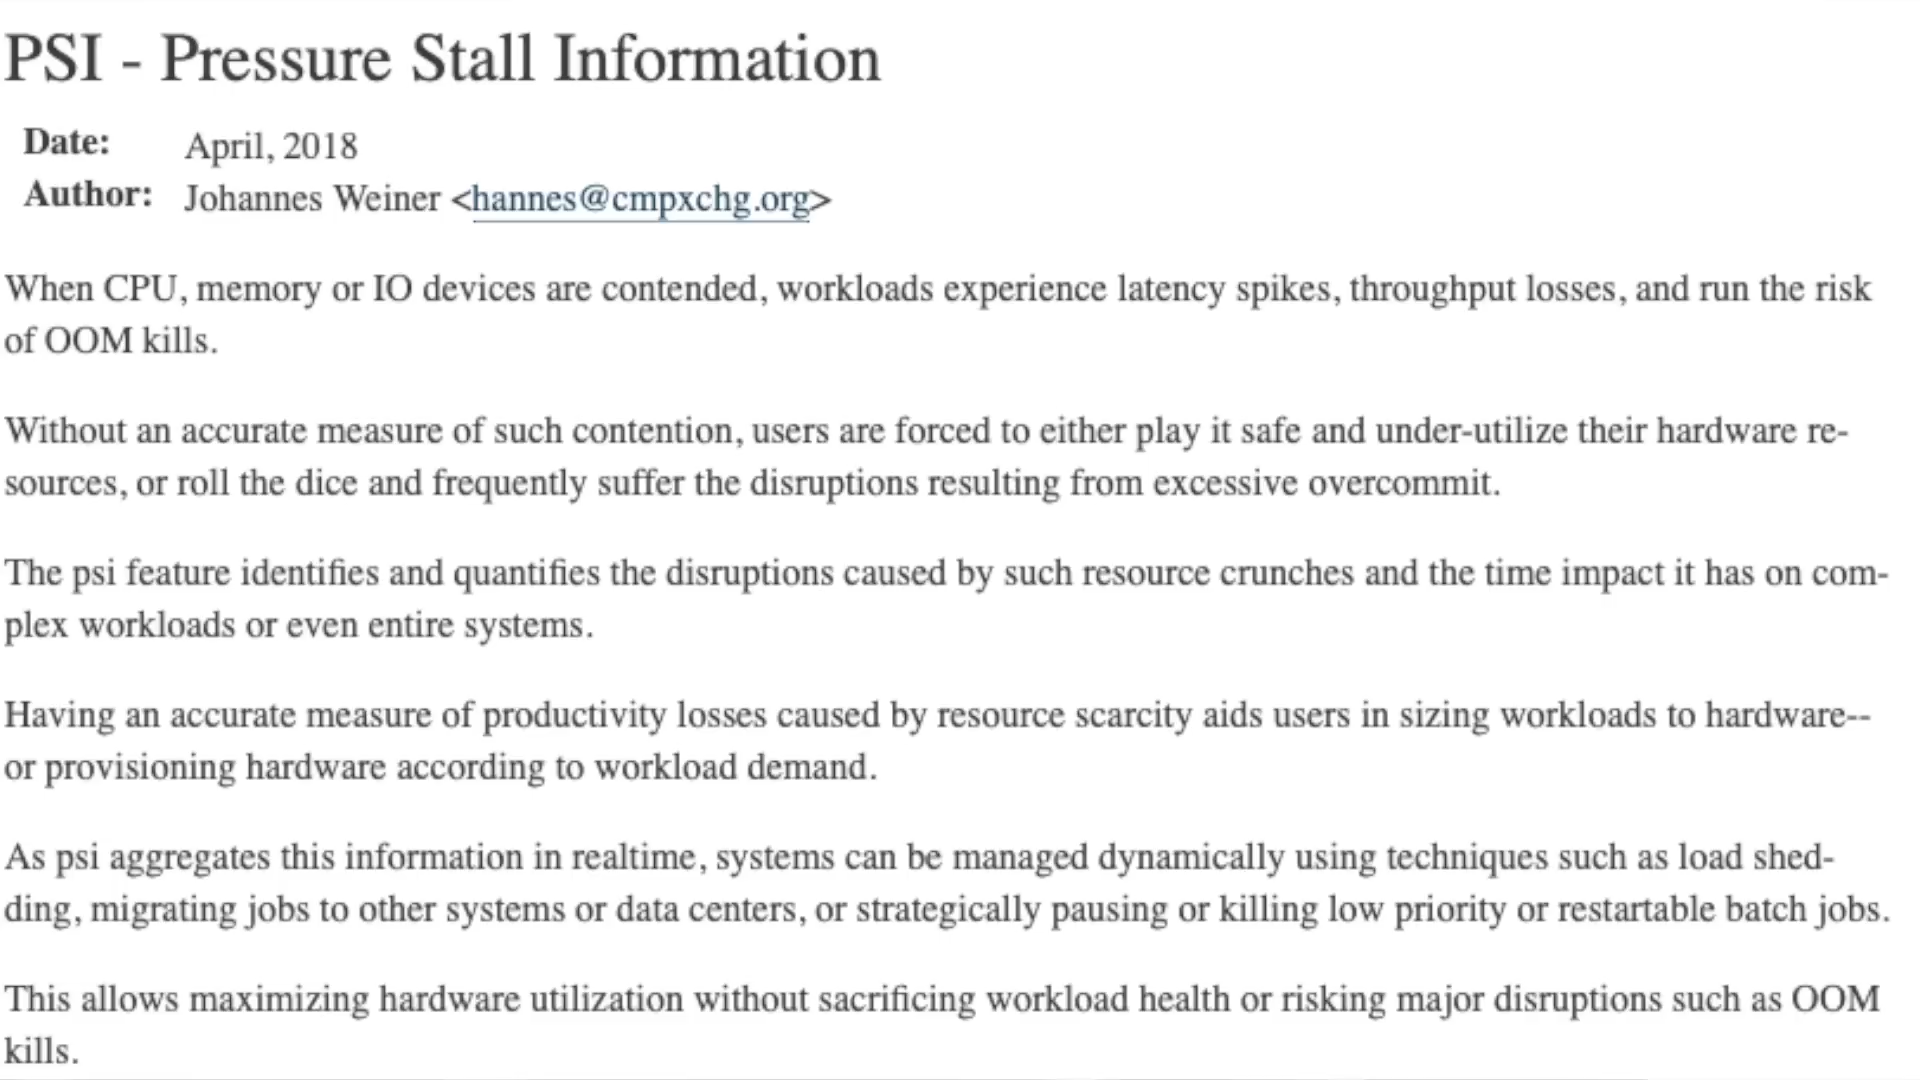 PSI - Pressure Stall Information
Date: April, 2018
Author: Johannes Weiner <hannes@cmpxchg.org>
When CPU, memory or IO devices are contended, workloads experience latency spikes, throughput losses, and run the risk
of OOM kills.
Without an accurate measure of such contention, users are forced to either play it safe and under-utilize their hardware re-
sources, or roll the dice and frequently suffer the disruptions resulting from excessive overcommit.
The psi feature identifies and quantifies the disruptions caused by such resource crunches and the time impact it has on com-
plex workloads or even entire systems.
Having an accurate measure of productivity losses caused by resource scarcity aids users in sizing workloads to hardware--
or provisioning hardware according to workload demand.
As psi aggregates this information in realtime, systems can be managed dynamically using techniques such as load shed-
ding, migrating jobs to other systems or data centers, or strategically pausing or killing low priority or restartable batch jobs.
This allows maximizing hardware utilization without sacrificing workload health or risking major disruptions such as OOM
kills.